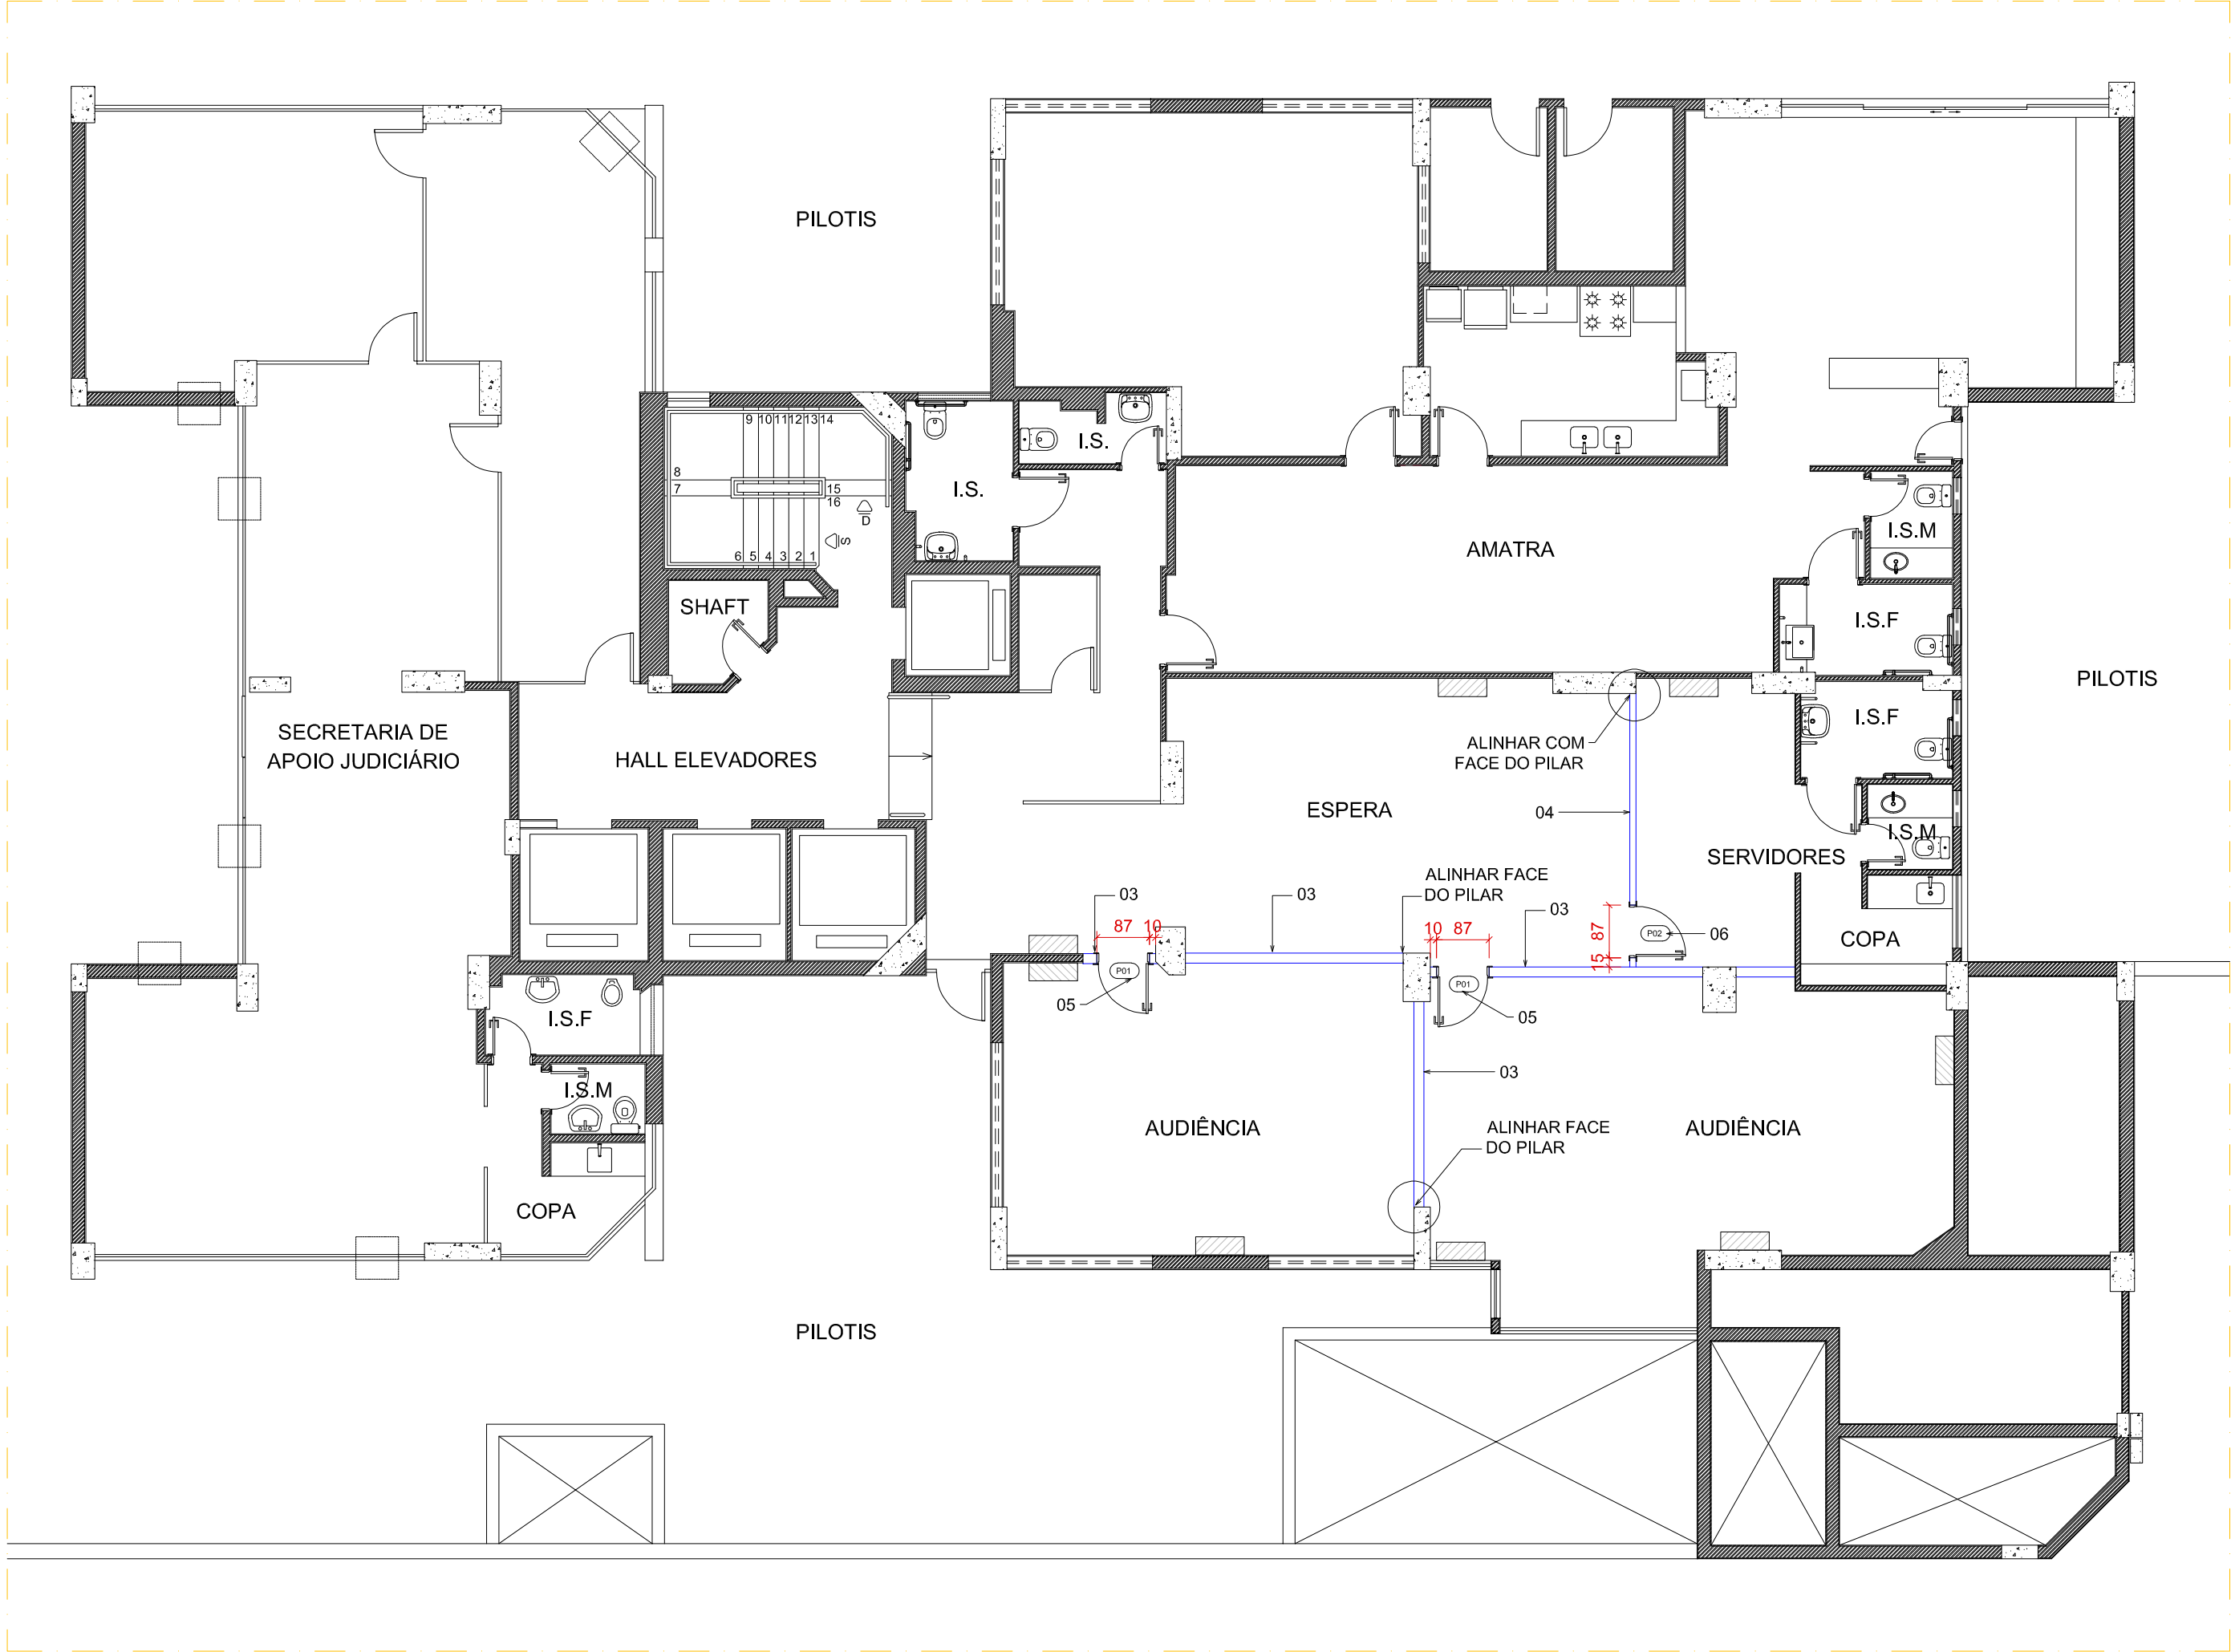 PILOTIS
9 10 11 12 13 14
8
7
15
16
D
S
6 5 4 3 2 1
I.S.
I.S.
SHAFT
AMATRA
I.S.M
I.S.F
I.S.F
I.S.M
PILOTIS
SECRETARIA DE
APOIO JUDICIÁRIO
HALL ELEVADORES
ALINHAR COM
FACE DO PILAR
ESPERA
04
SERVIDORES
ALINHAR FACE
DO PILAR
03
03
03
87 10
10 87
87
15
P02
06
COPA
P01
05
P01
05
I.S.F
I.S.M
03
AUDIÊNCIA
ALINHAR FACE
DO PILAR
AUDIÊNCIA
COPA
PILOTIS